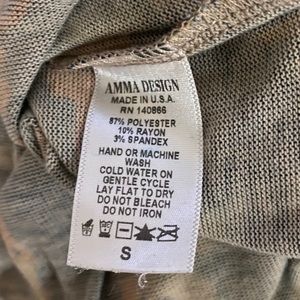 AMMA DESIGN
MADE IN U.S.A.
RN 140866
87% POLYESTER
10% RAYON
3% SPANDEX
HAND OR MACHINE
WASH
COLD WATER ON
GENTLE CYCLE
LAY FLAT TO DRY
DO NOT BLEACH
DO NOT IRON
S